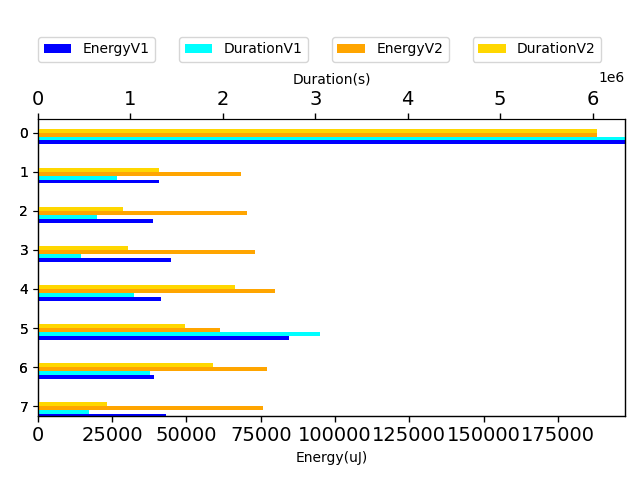 EnergyV1 DurationV1 EnergyV2 DurationV2
Duration(s)
1e6
0 1 2 3 4 5 6
0
1
2
3
4
5
6
7
0 25000 50000 75000 100000 125000 150000 175000
Energy(uJ)